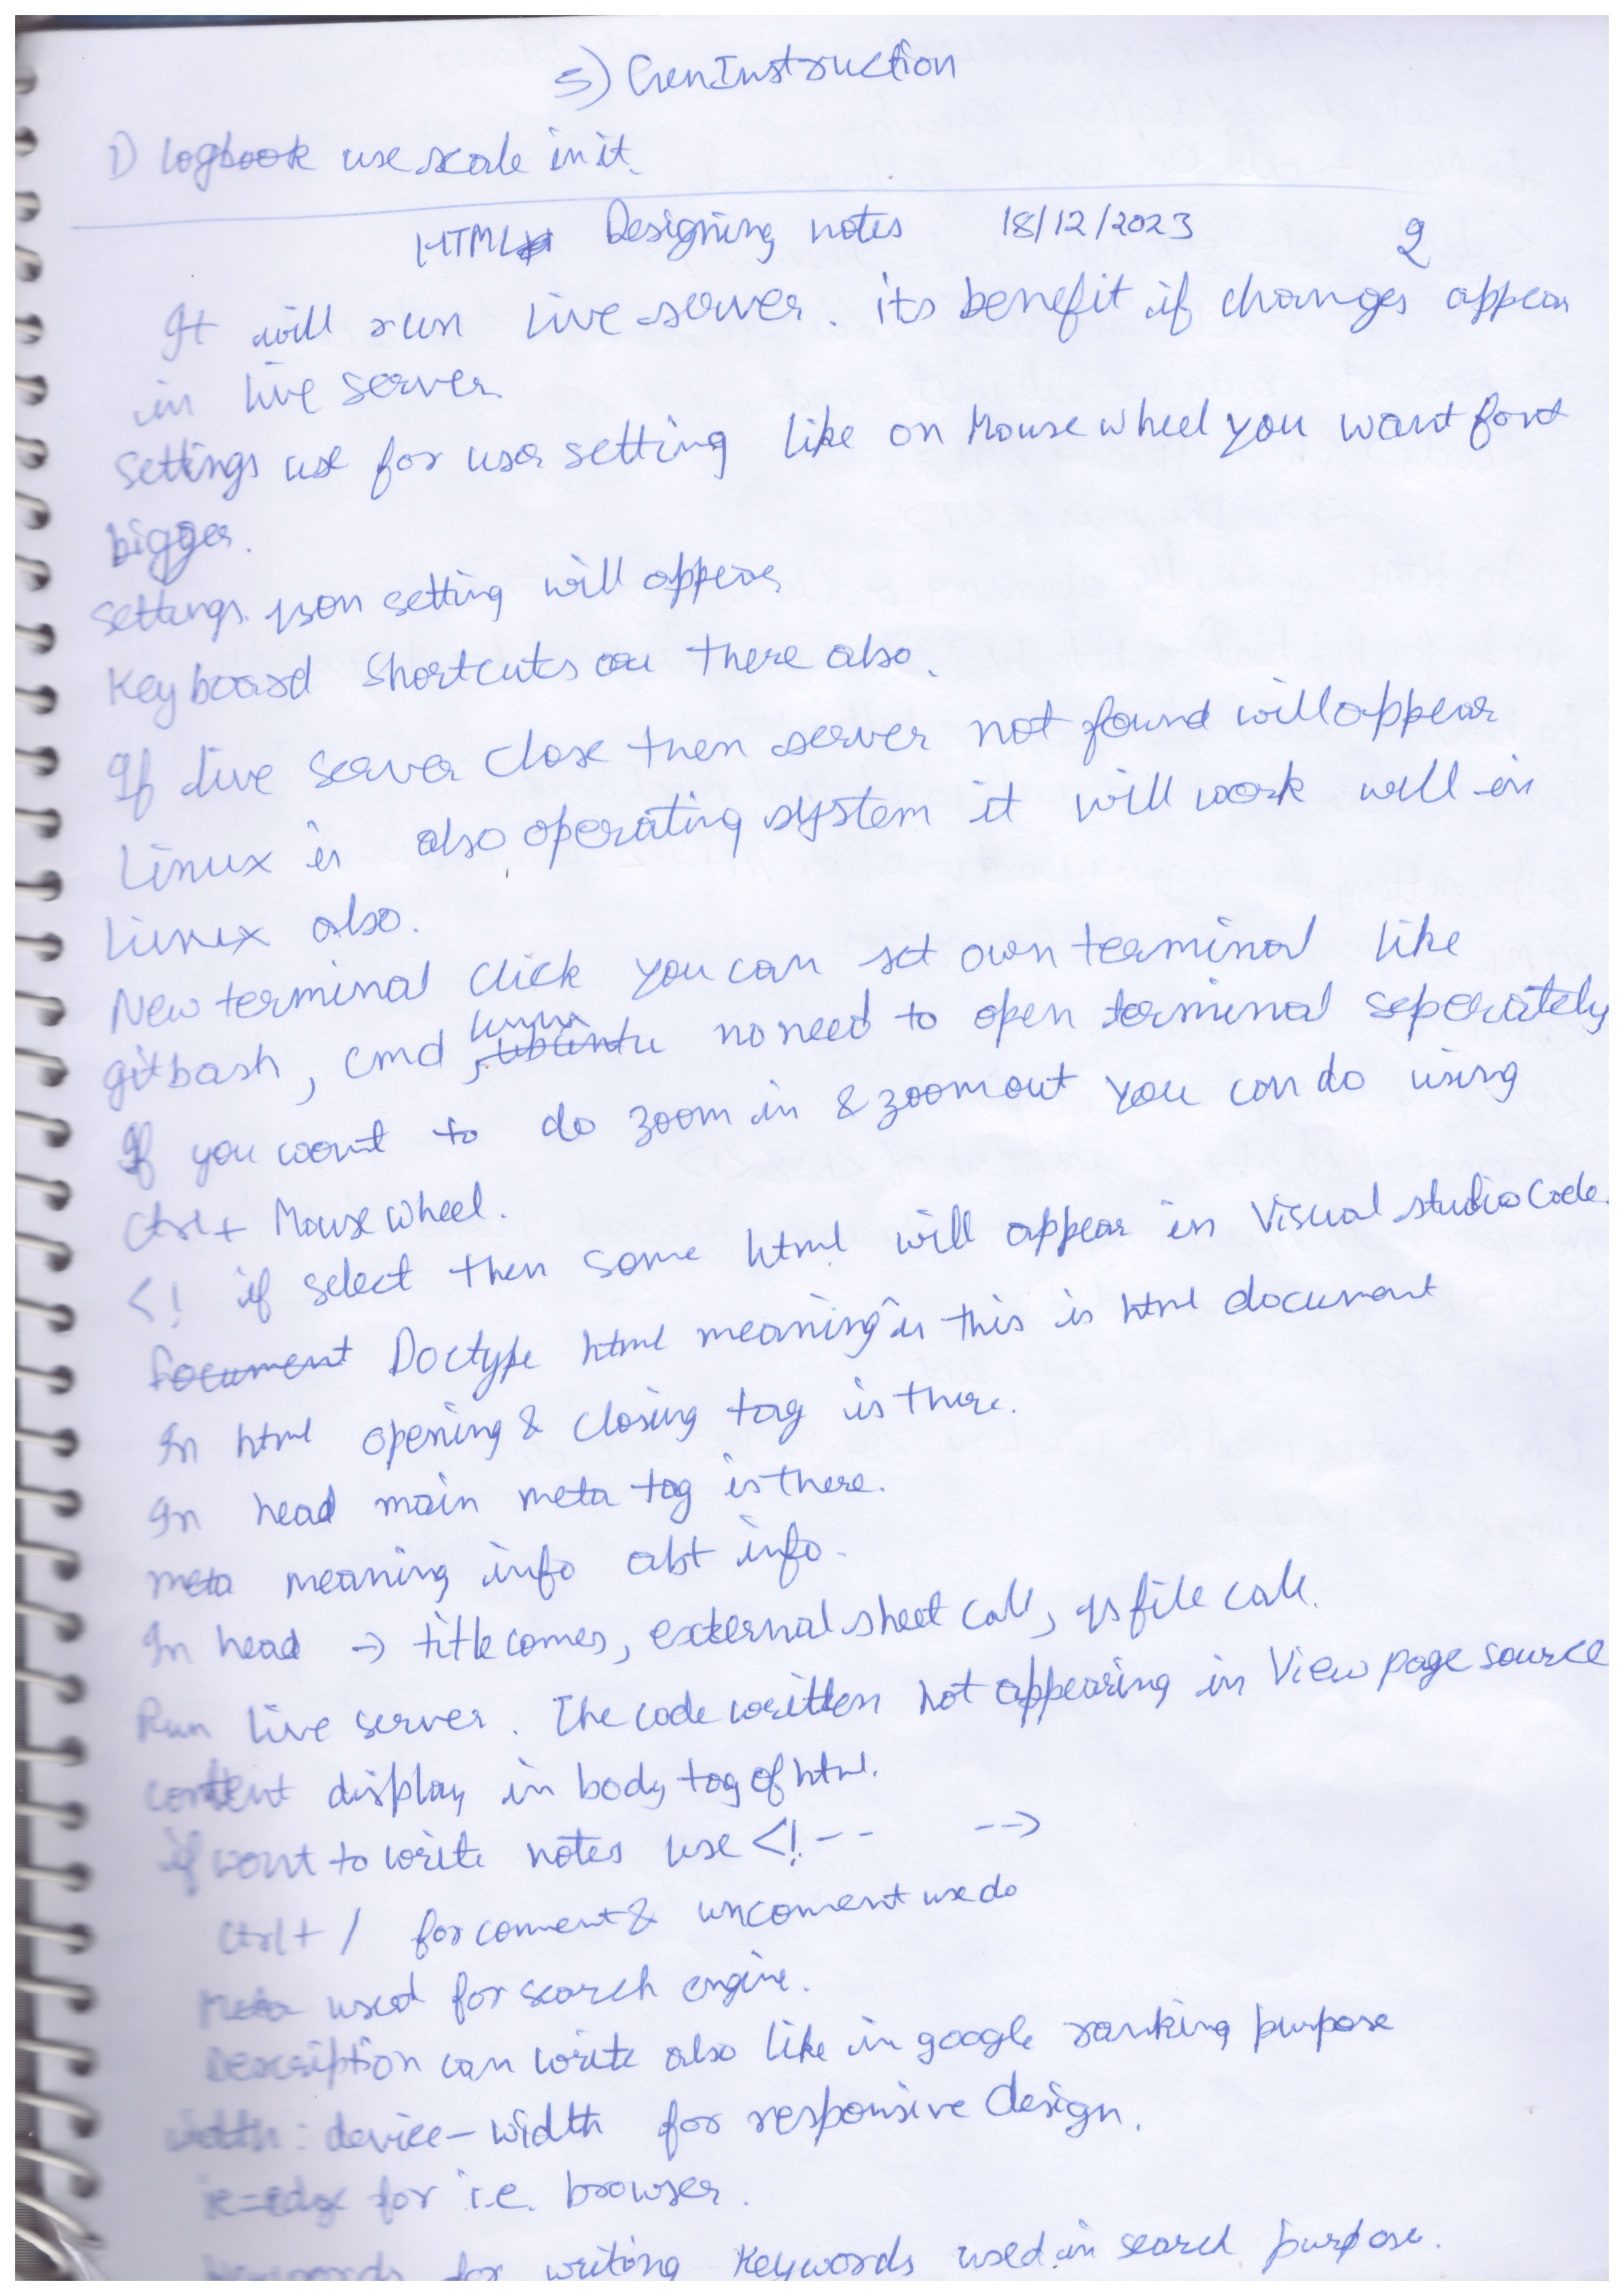 5) GenInstruction
1) Logbook use scale in it.
HTML Designing notes 18/12/2023 2
It will run live server. its benefit if changes appear
in live server.
Settings use for user setting like on Mouse wheel you want font
bigger.
settings. json setting will appear
Keyboard Shortcuts are there also.
If live server close then server not found will appear
Linux is also operating system it will work well in
Linux also.
New terminal click you can set own terminal like
gitbash, cmd, ubuntu no need to open terminal seperately
If you want to do zoom in & zoom out you can do using
Ctrl + Mouse wheel.
<! if select then some html will appear in Visual studio code.
Document Doctype html meaning is this is html document
In html opening & closing tag is there.
In head main meta tag is there.
meta meaning info abt info.
In head → title comes, external sheet call, js file call.
Run live server. The code written not appearing in View page source
content display in body tag of html.
if want to write notes use <!-- -->
Ctrl + / for coment & uncoment use do
Meta used for search engine.
Description can write also like in google ranking purpose
width: device-width for responsive design.
ie=edge for i.e. browser.
keywords for writing keywords used in search purpose.